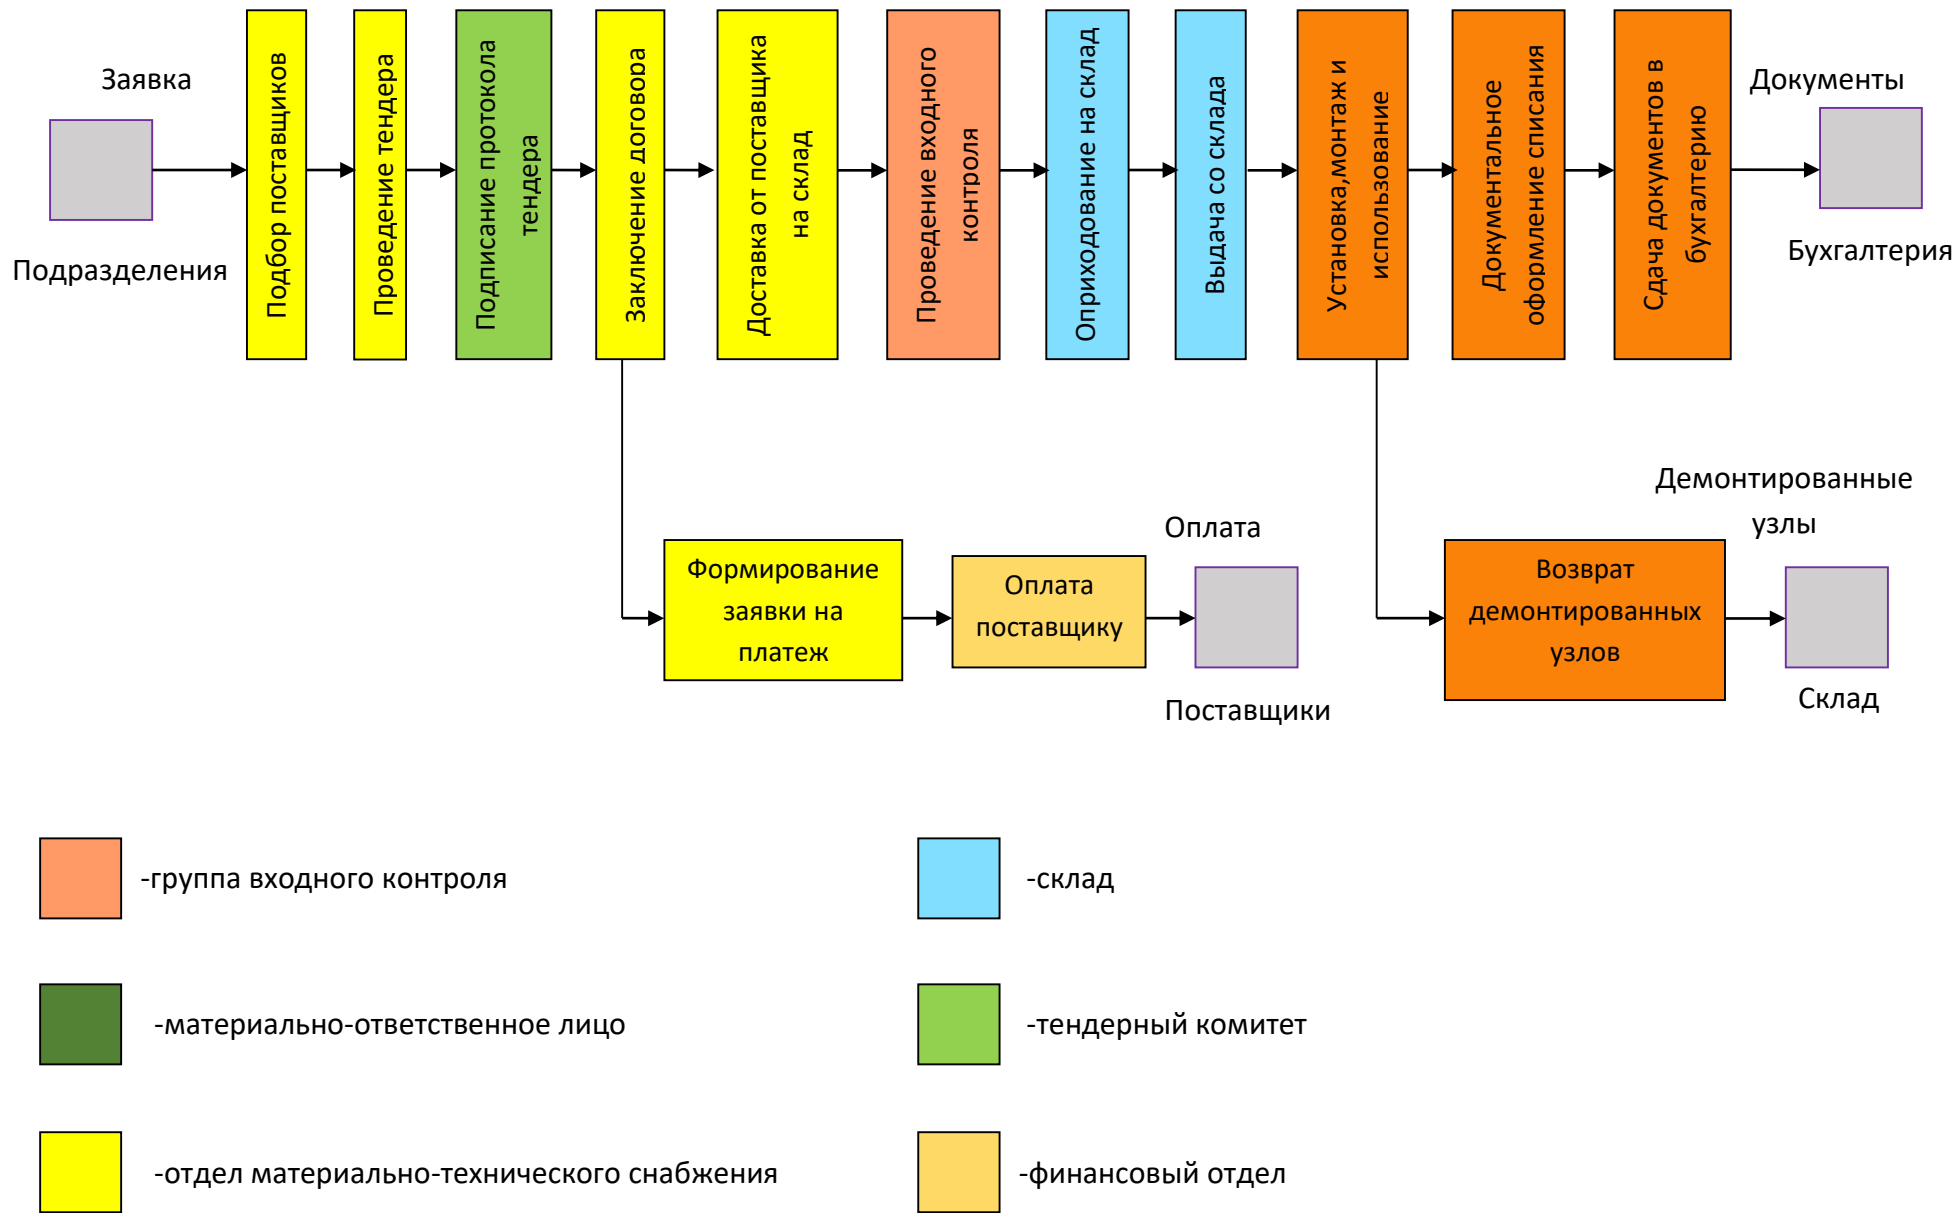 Заявка
Подразделения
Подбор поставщиков
Проведение тендера
Подписание протокола
тендера
Заключение договора
Доставка от поставщика
на склад
Проведение входного
контроля
Оприходование на склад
Выдача со склада
Установка,монтаж и
использование
Документальное
оформление списания
Сдача документов в
бухгалтерию
Документы
Бухгалтерия
Формирование
заявки на
платеж
Оплата
поставщику
Оплата
Поставщики
Возврат
демонтированных
узлов
Демонтированные
узлы
Склад
-группа входного контроля
-склад
-материально-ответственное лицо
-тендерный комитет
-отдел материально-технического снабжения
-финансовый отдел